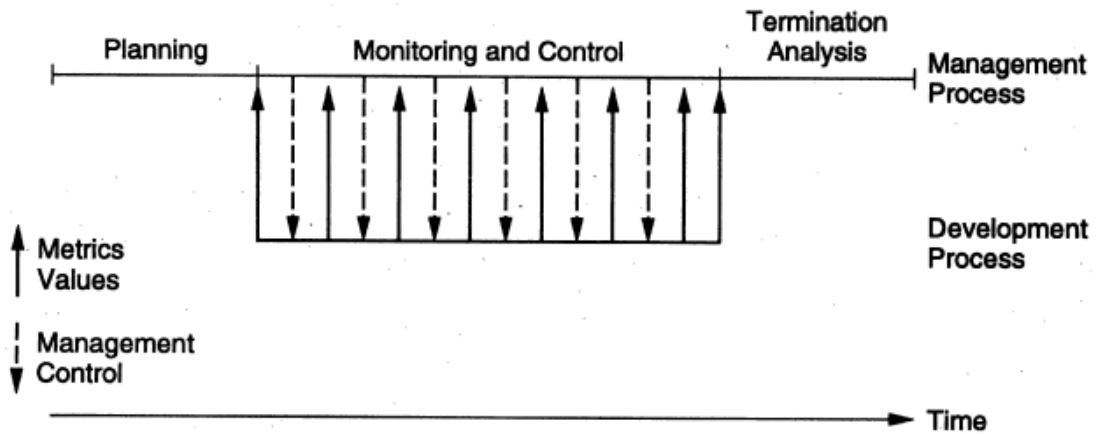 Planning
Monitoring and Control
Termination
Analysis
Management
Process
Development
Process
Metrics
Values
Management
Control
Time